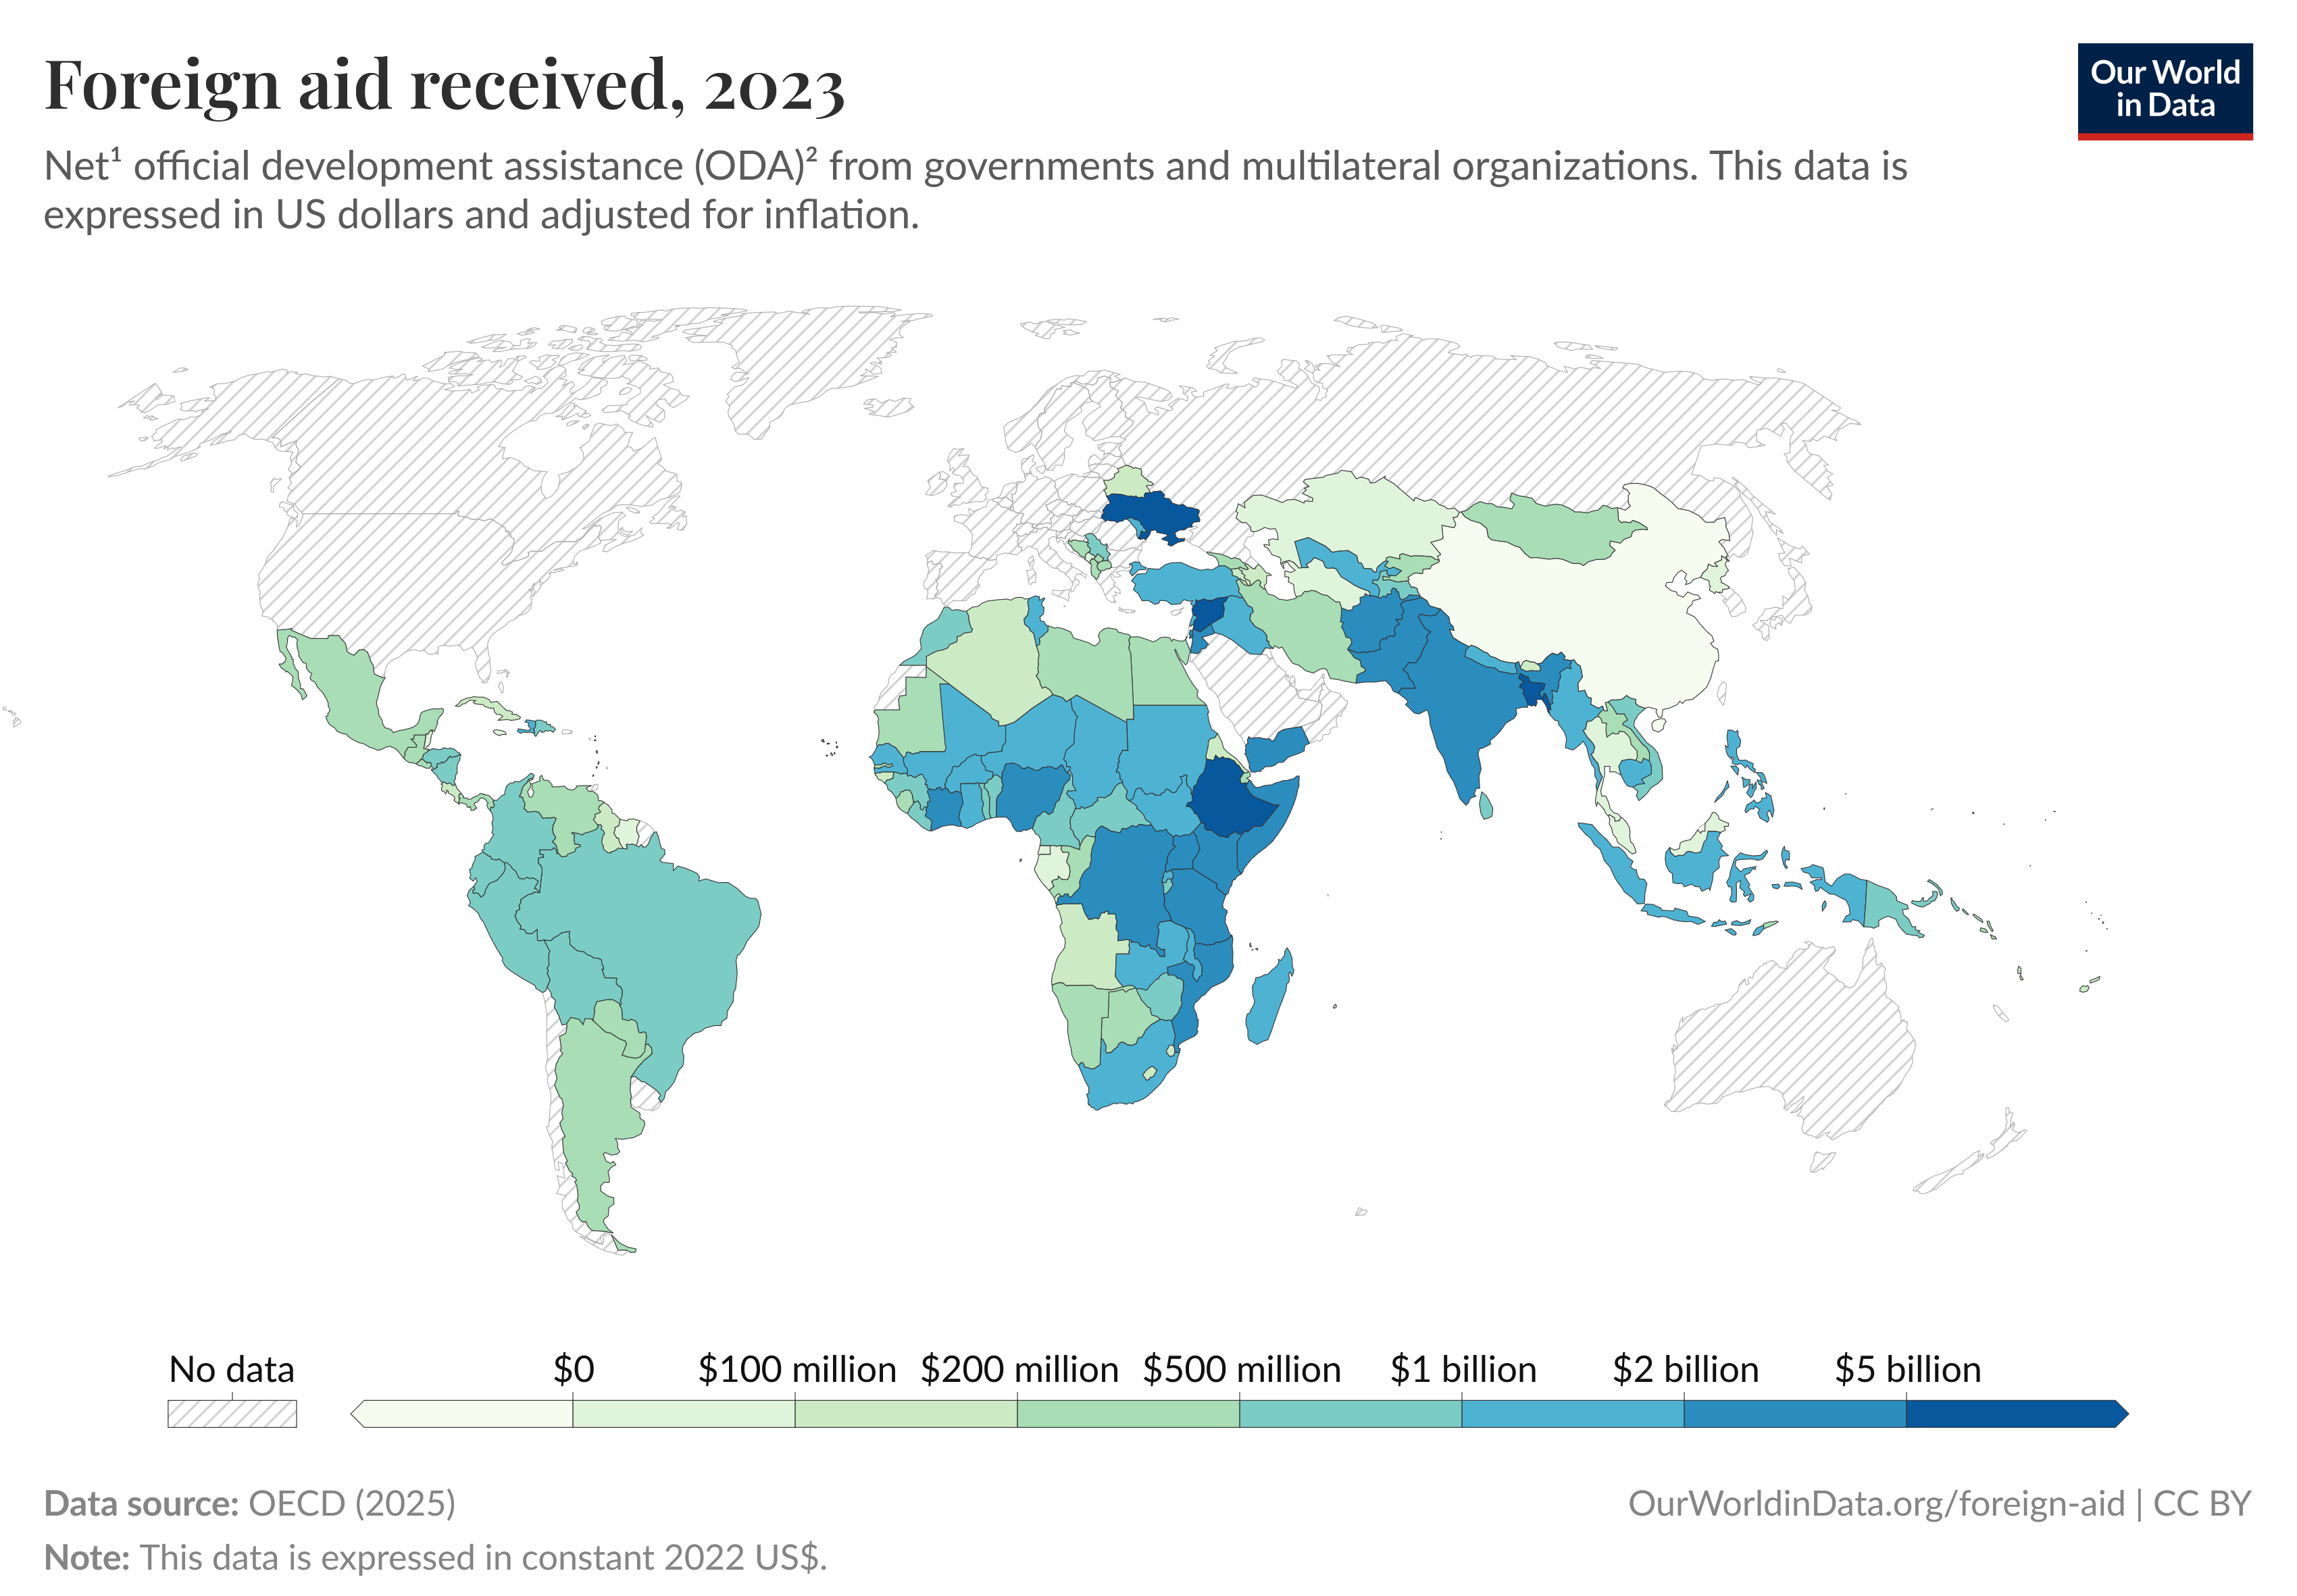 Foreign aid received, 2023
Our World
in Data
Net¹ official development assistance (ODA)² from governments and multilateral organizations. This data is
expressed in US dollars and adjusted for inflation.
No data
$0
$100 million
$200 million
$500 million
$1 billion
$2 billion
$5 billion
Data source: OECD (2025)
OurWorldinData.org/foreign-aid | CC BY
Note: This data is expressed in constant 2022 US$.